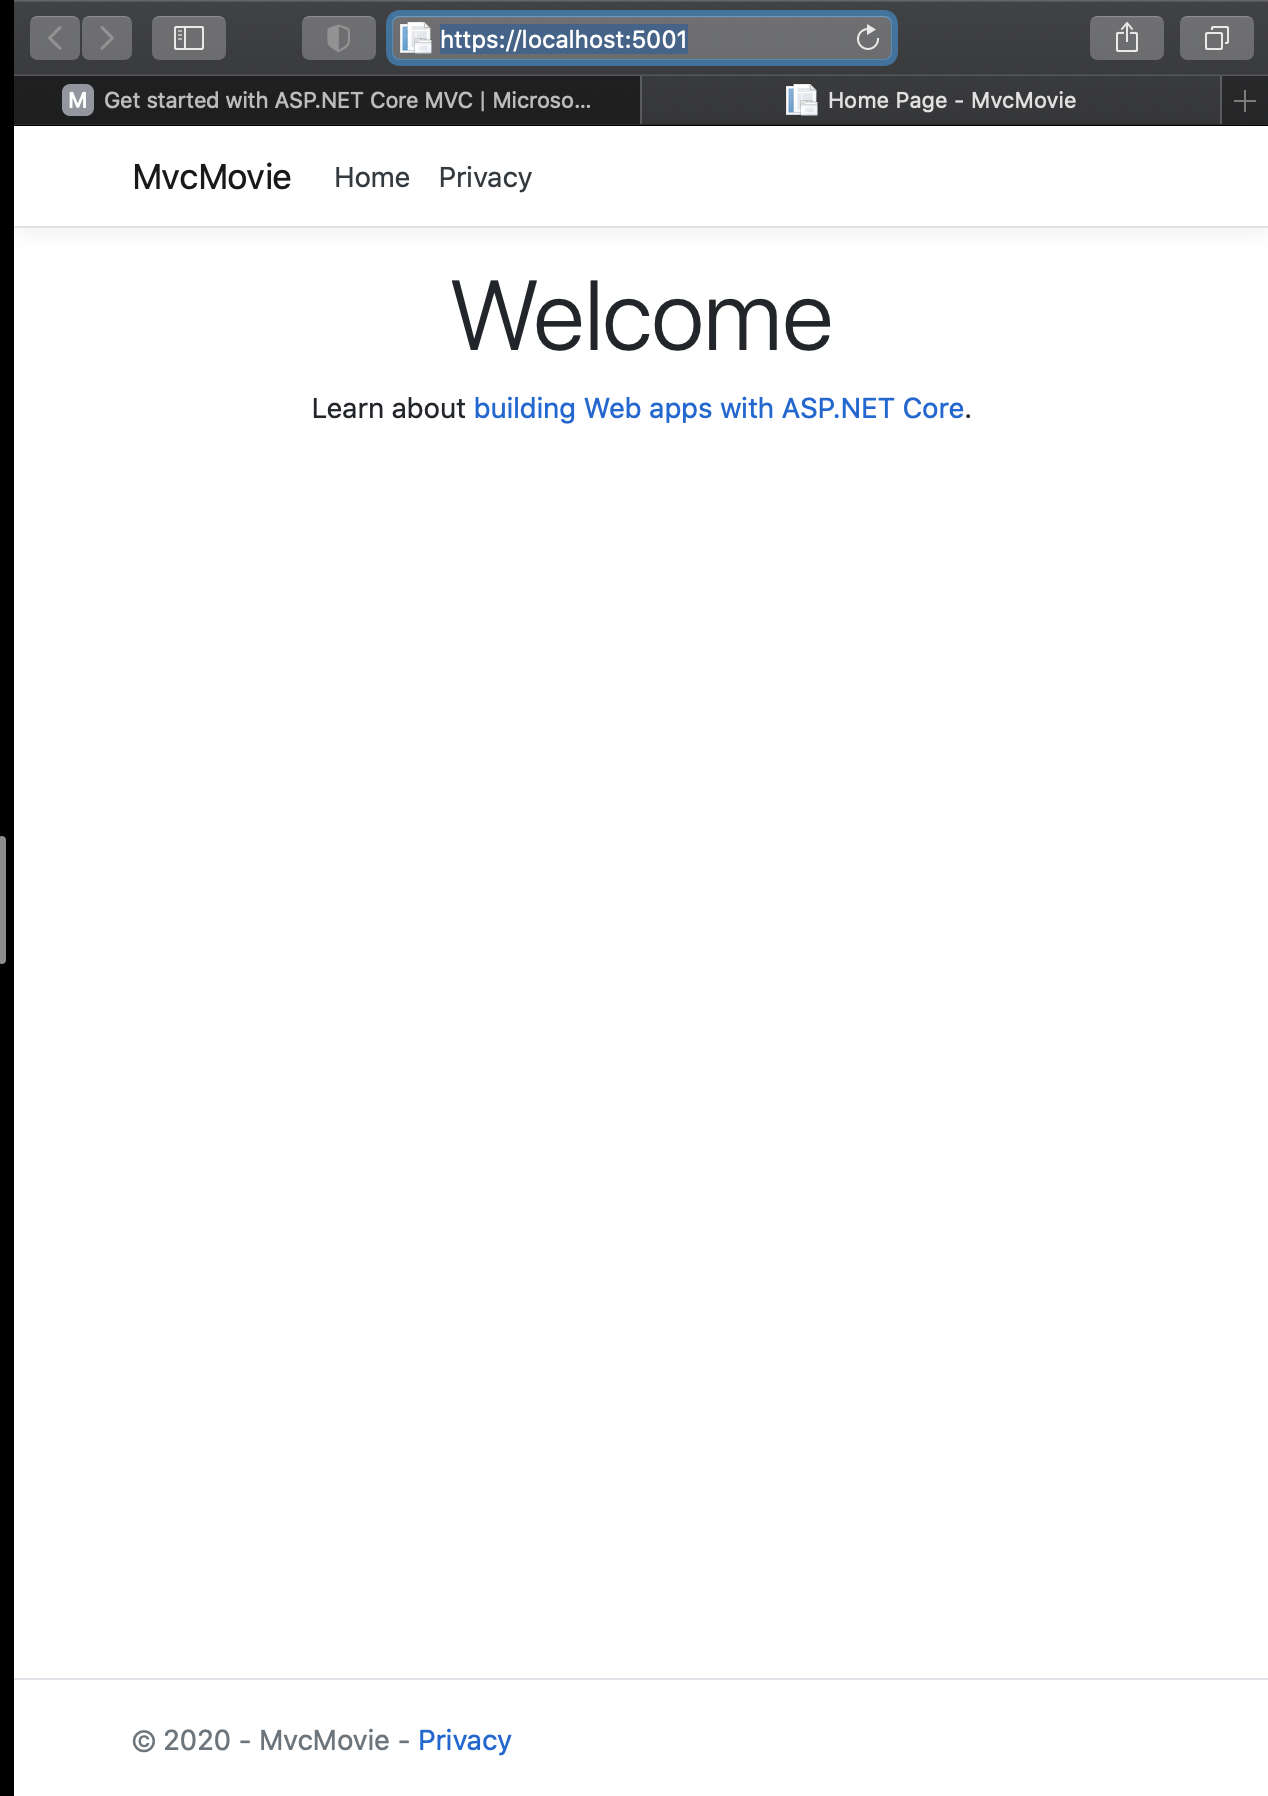 https://localhost:5001
M Get started with ASP.NET Core MVC | Microso...
Home Page - MvcMovie
MvcMovie Home Privacy
Welcome
Learn about building Web apps with ASP.NET Core.
© 2020 - MvcMovie - Privacy